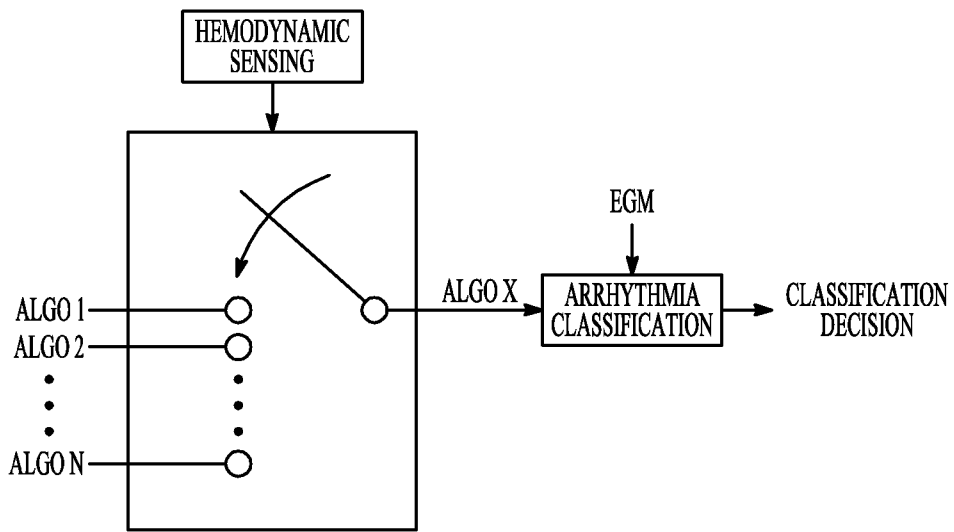 HEMODYNAMIC
SENSING
EGM
ALGO 1
ALGO X
ARRHYTHMIA
CLASSIFICATION
CLASSIFICATION
DECISION
ALGO 2
ALGO N